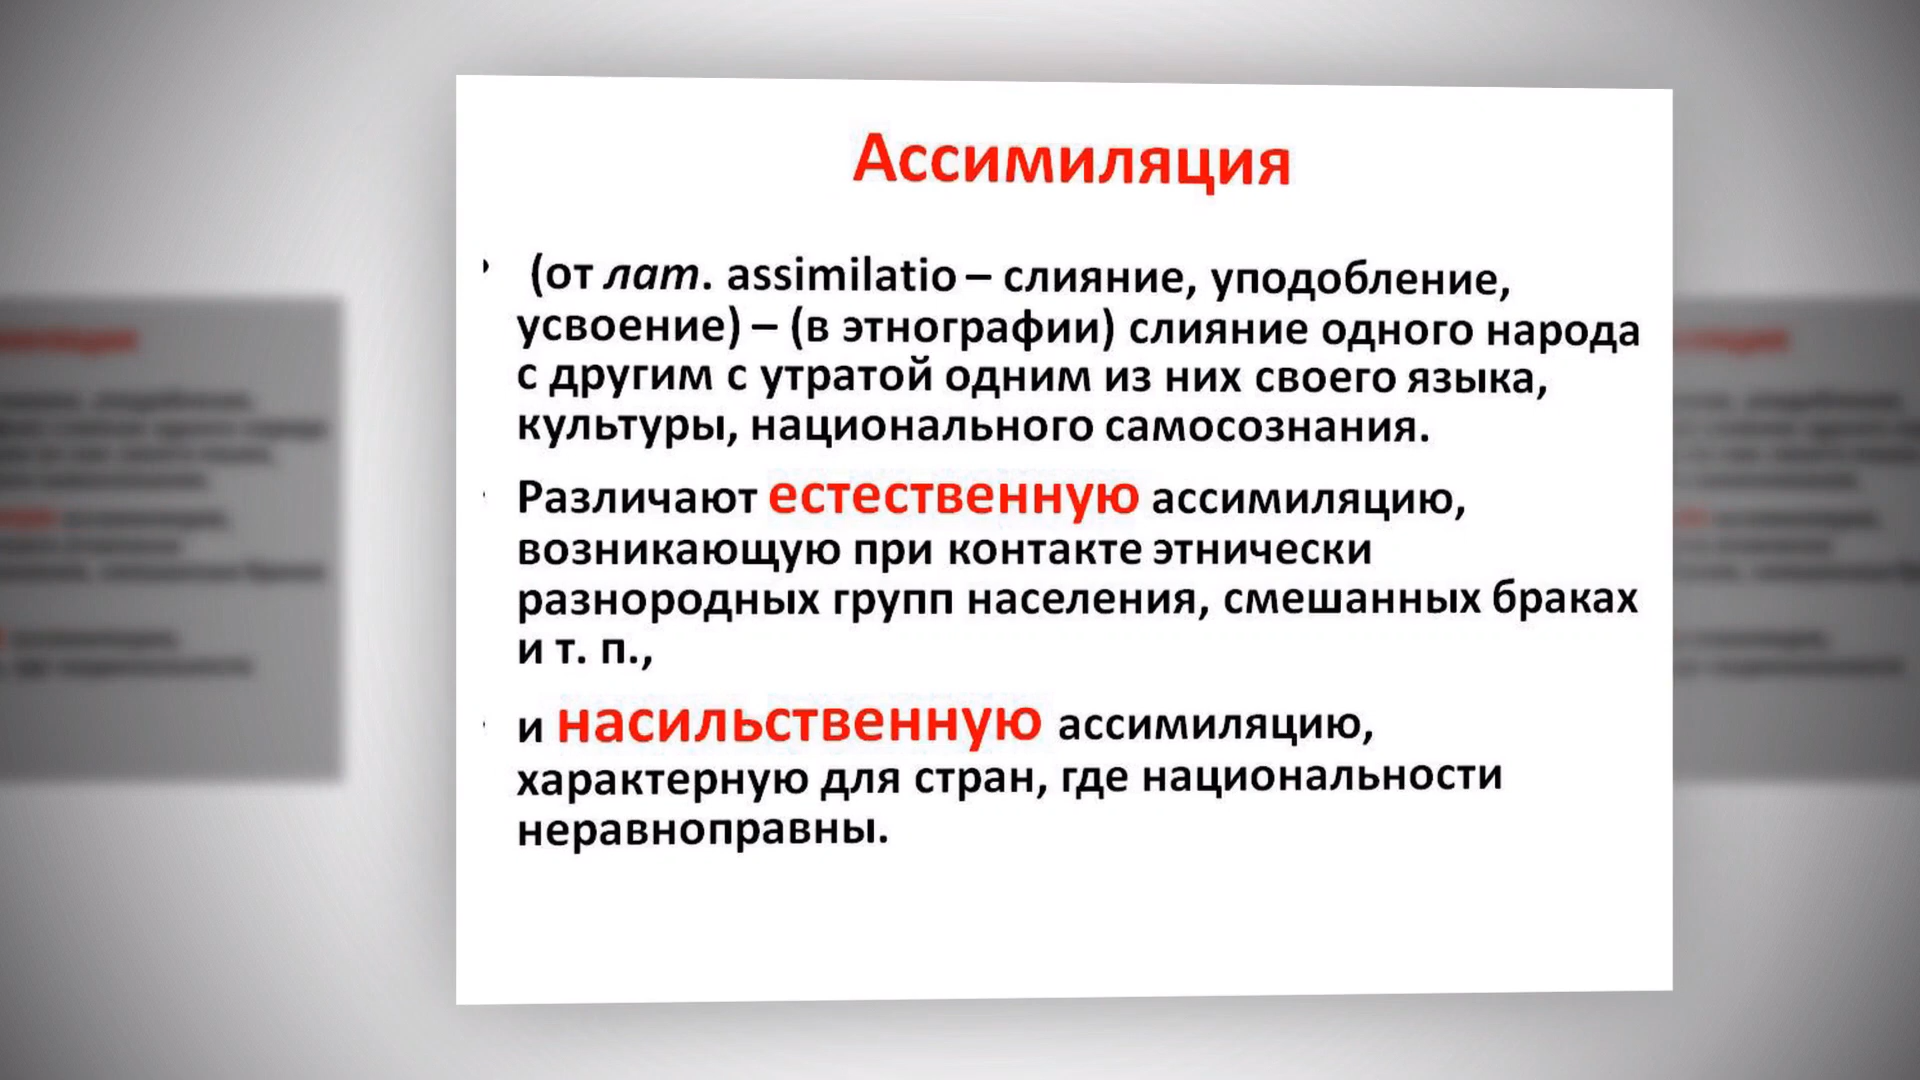 Ассимиляция
(от лат. assimilatio – слияние, уподобление,
усвоение) – (в этнографии) слияние одного народа
с другим с утратой одним из них своего языка,
культуры, национального самосознания.
Различают естественную ассимиляцию,
возникающую при контакте этнически
разнородных групп населения, смешанных браках
и т. п.,
и насильственную ассимиляцию,
характерную для стран, где национальности
неравноправны.